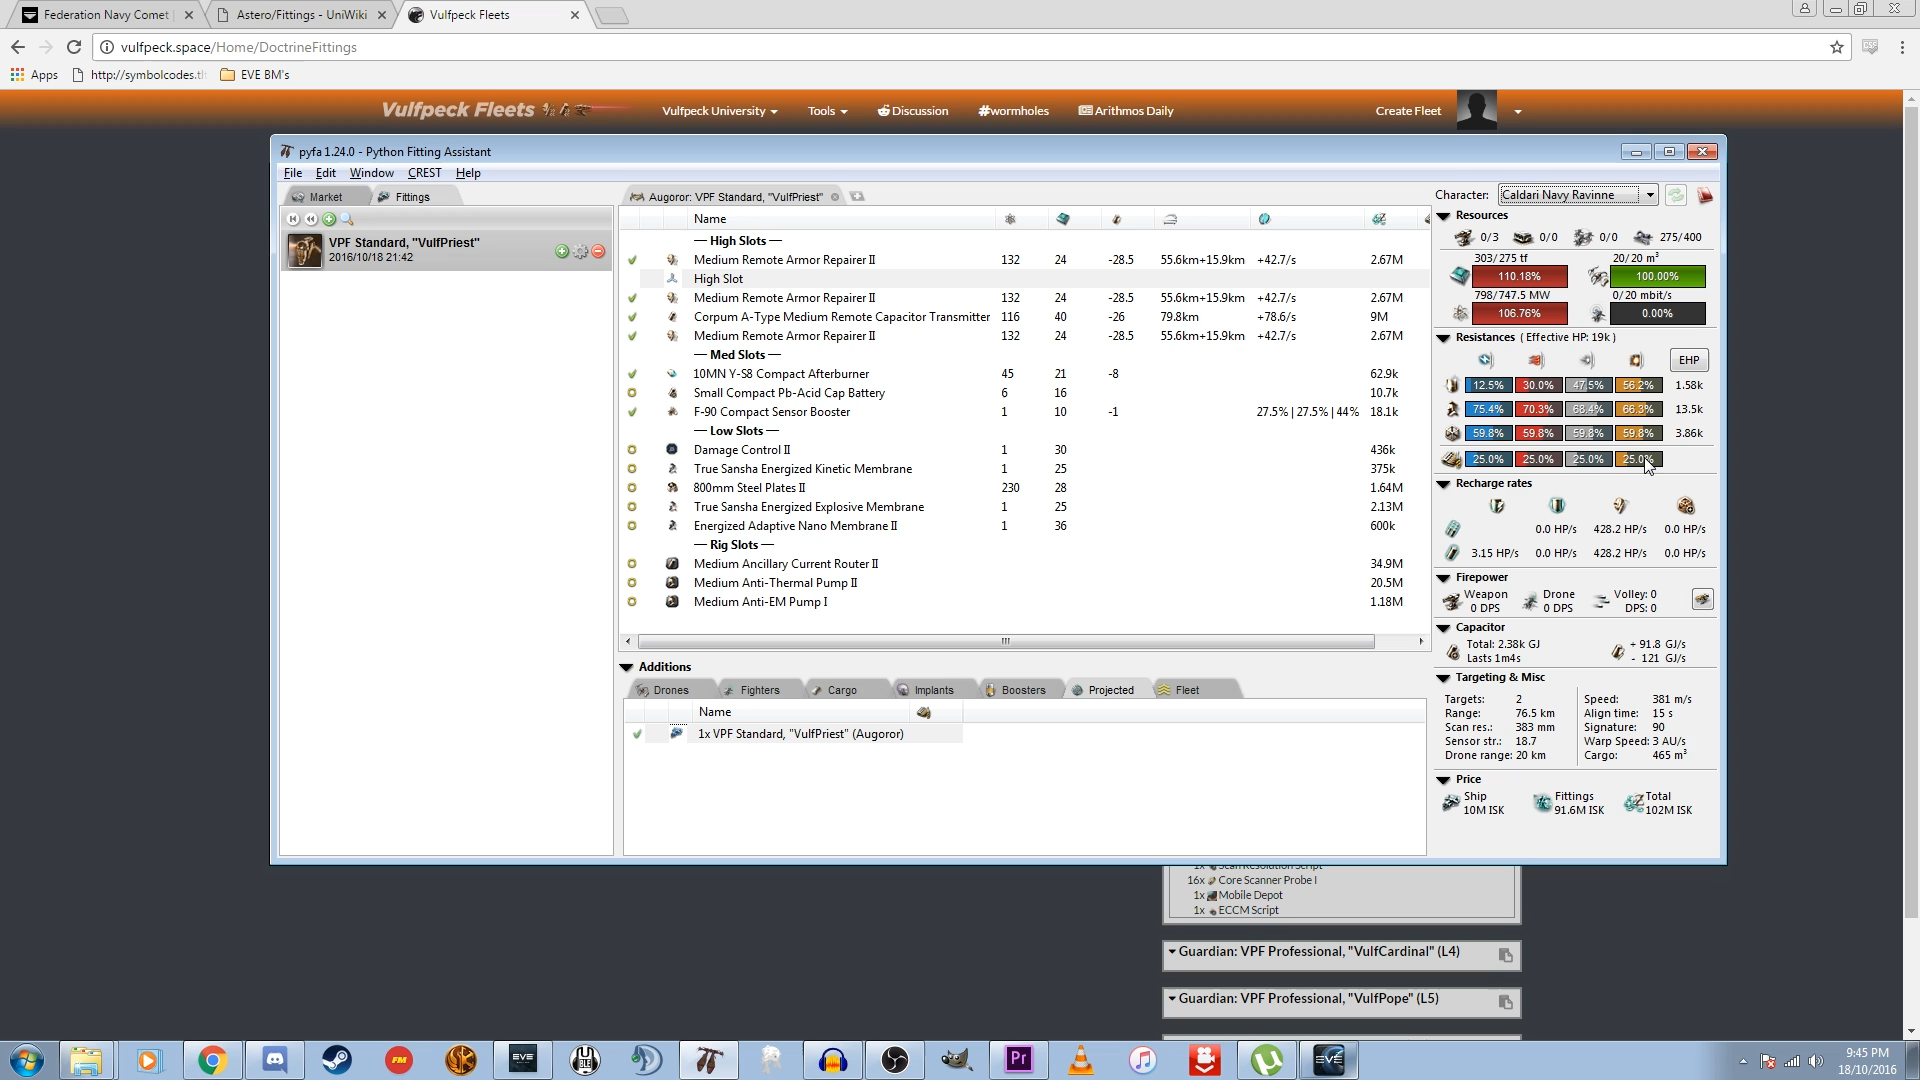 Federation Navy Comet
Astero/Fittings - UniWiki
Vulfpeck Fleets
vulfpeck.space/Home/DoctrineFittings
Apps
http://symbolcodes.tl
EVE BM's
Vulfpeck Fleets
Vulfpeck University
Tools
Discussion
#wormholes
Arithmos Daily
Create Fleet
pyfa 1.24.0 - Python Fitting Assistant
File Edit Window CREST Help
Market
Fittings
Augoror: VPF Standard, "VulfPriest"
Character: Caldari Navy Ravinne
VPF Standard, "VulfPriest"
2016/10/18 21:42
Name
— High Slots —
Medium Remote Armor Repairer II 132 24 -28.5 55.6km+15.9km +42.7/s 2.67M
High Slot
Medium Remote Armor Repairer II 132 24 -28.5 55.6km+15.9km +42.7/s 2.67M
Corpum A-Type Medium Remote Capacitor Transmitter 116 40 -26 79.8km +78.6/s 9M
Medium Remote Armor Repairer II 132 24 -28.5 55.6km+15.9km +42.7/s 2.67M
— Med Slots —
10MN Y-S8 Compact Afterburner 45 21 -8 62.9k
Small Compact Pb-Acid Cap Battery 6 16 10.7k
F-90 Compact Sensor Booster 1 10 -1 27.5% | 27.5% | 44% 18.1k
— Low Slots —
Damage Control II 1 30 436k
True Sansha Energized Kinetic Membrane 1 25 375k
800mm Steel Plates II 230 28 1.64M
True Sansha Energized Explosive Membrane 1 25 2.13M
Energized Adaptive Nano Membrane II 1 36 600k
— Rig Slots —
Medium Ancillary Current Router II 34.9M
Medium Anti-Thermal Pump II 20.5M
Medium Anti-EM Pump I 1.18M
Additions
Drones Fighters Cargo Implants Boosters Projected Fleet
Name
1x VPF Standard, "VulfPriest" (Augoror)
Resources
0/3 0/0 0/0 275/400
303/275 tf 20/20 m³
110.18% 100.00%
798/747.5 MW 0/20 mbit/s
106.76% 0.00%
Resistances ( Effective HP: 19k )
EHP
12.5% 30.0% 47.5% 56.2% 1.58k
75.4% 70.3% 68.4% 66.3% 13.5k
59.8% 59.8% 59.8% 59.8% 3.86k
25.0% 25.0% 25.0% 25.0%
Recharge rates
0.0 HP/s 428.2 HP/s 0.0 HP/s
3.15 HP/s 0.0 HP/s 428.2 HP/s 0.0 HP/s
Firepower
Weapon Drone Volley: 0
0 DPS 0 DPS DPS: 0
Capacitor
Total: 2.38k GJ + 91.8 GJ/s
Lasts 1m4s - 121 GJ/s
Targeting & Misc
Targets: 2 Speed: 381 m/s
Range: 76.5 km Align time: 15 s
Scan res.: 383 mm Signature: 90
Sensor str.: 18.7 Warp Speed: 3 AU/s
Drone range: 20 km Cargo: 465 m³
Price
Ship Fittings Total
10M ISK 91.6M ISK 102M ISK
16x Core Scanner Probe I
1x Mobile Depot
1x ECCM Script
Guardian: VPF Professional, "VulfCardinal" (L4)
Guardian: VPF Professional, "VulfPope" (L5)
FM
EVE
Pr
EVE
9:45 PM
18/10/2016